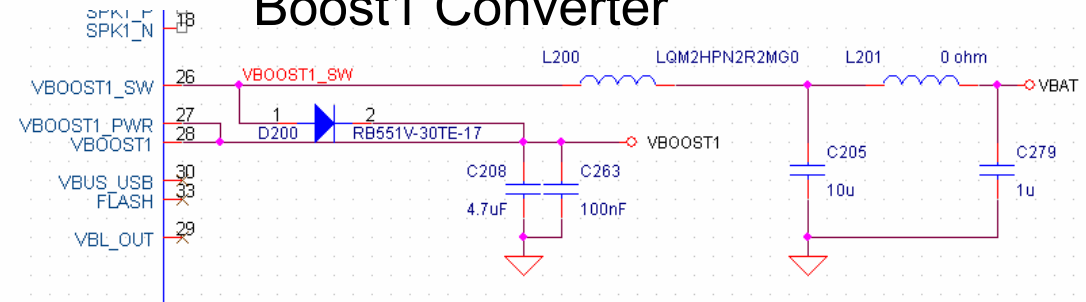 Boost1 Converter
SPK1_P
18
SPK1_N
L200 LQM2HPN2R2MG0 L201 0 ohm
VBOOST1_SW 26 VBOOST1_SW VBAT
VBOOST1_PWR 27 1 2
D200 RB551V-30TE-17
VBOOST1 28 VBOOST1
C205 C279
C208 C263
VBUS_USB 30
FLASH 33
10u 1u
4.7uF 100nF
VBL_OUT 29